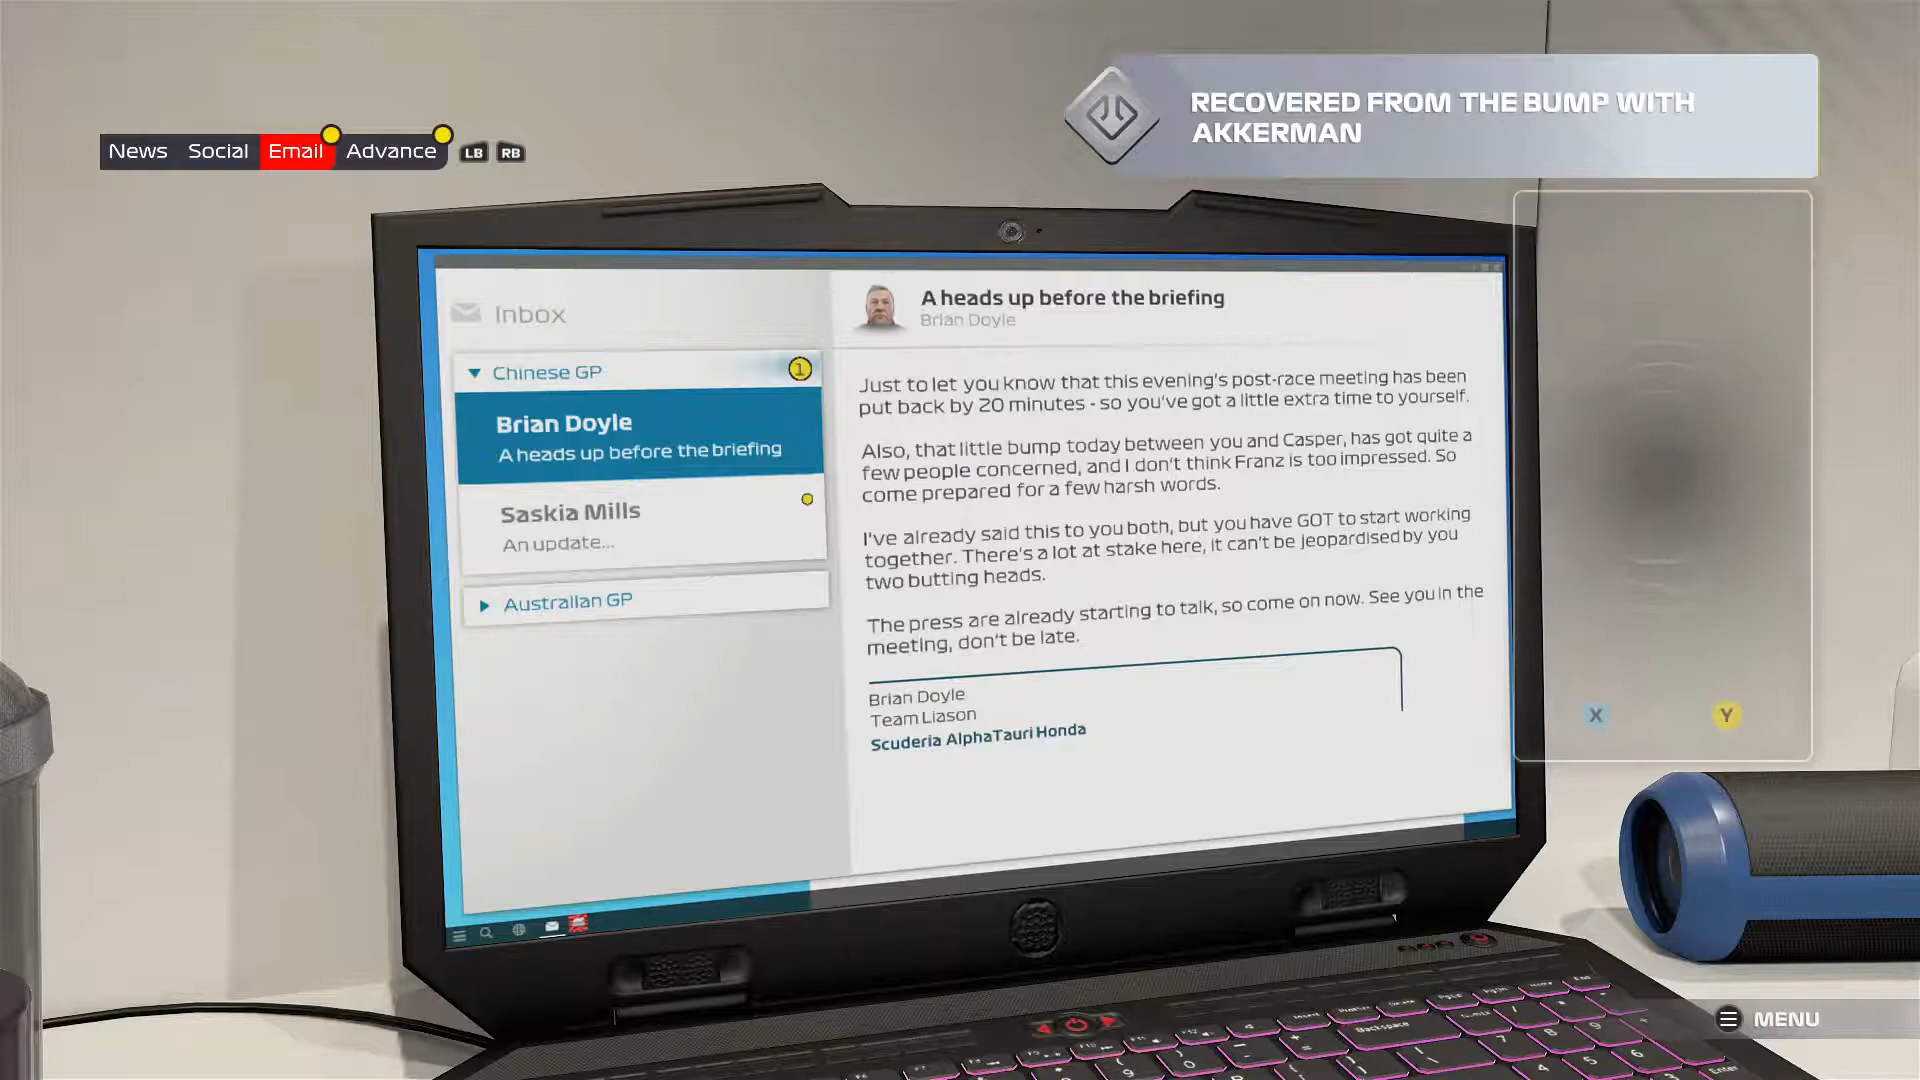 RECOVERED FROM THE BUMP WITH
AKKERMAN
News Social Email Advance LB RB
Inbox
Chinese GP 1
Brian Doyle
A heads up before the briefing
Saskia Mills
An update...
Australian GP
A heads up before the briefing
Brian Doyle
Just to let you know that this evening's post-race meeting has been
put back by 20 minutes - so you've got a little extra time to yourself.
Also, that little bump today between you and Casper, has got quite a
few people concerned, and I don't think Franz is too impressed. So
come prepared for a few harsh words.
I've already said this to you both, but you have GOT to start working
together. There's a lot at stake here, it can't be jeopardised by you
two butting heads.
The press are already starting to talk, so come on now. See you in the
meeting, don't be late.
Brian Doyle
Team Liason
Scuderia AlphaTauri Honda
X Y
MENU
Backspace
Enter